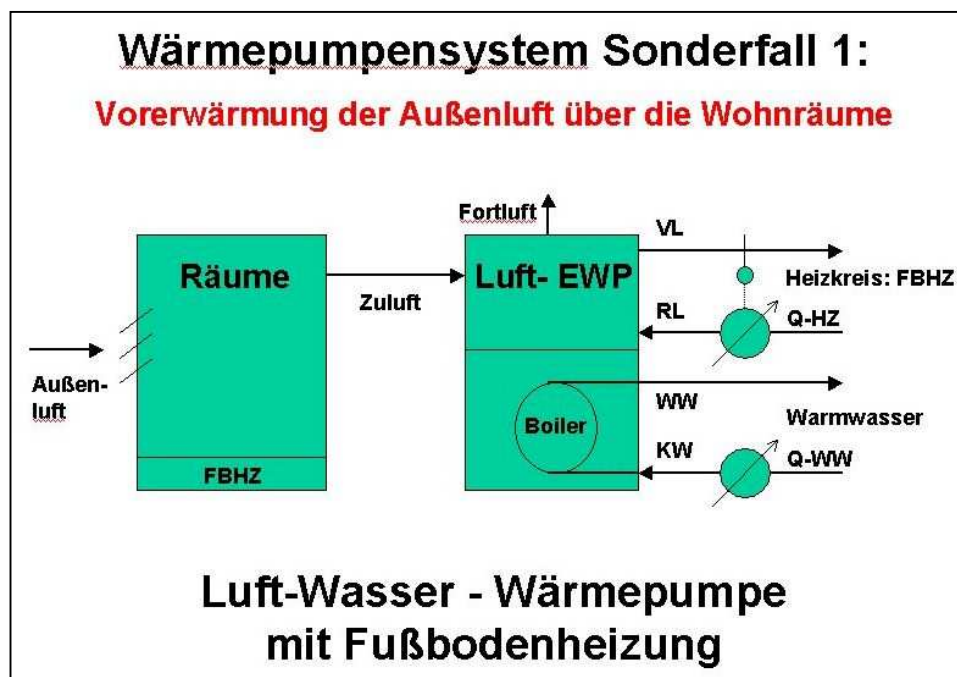 Wärmepumpensystem Sonderfall 1:
Vorerwärmung der Außenluft über die Wohnräume
Fortluft
VL
Räume
Luft- EWP
Heizkreis: FBHZ
Zuluft
RL
Q-HZ
Außen-
luft
WW
Boiler
Warmwasser
KW
Q-WW
FBHZ
Luft-Wasser - Wärmepumpe
mit Fußbodenheizung